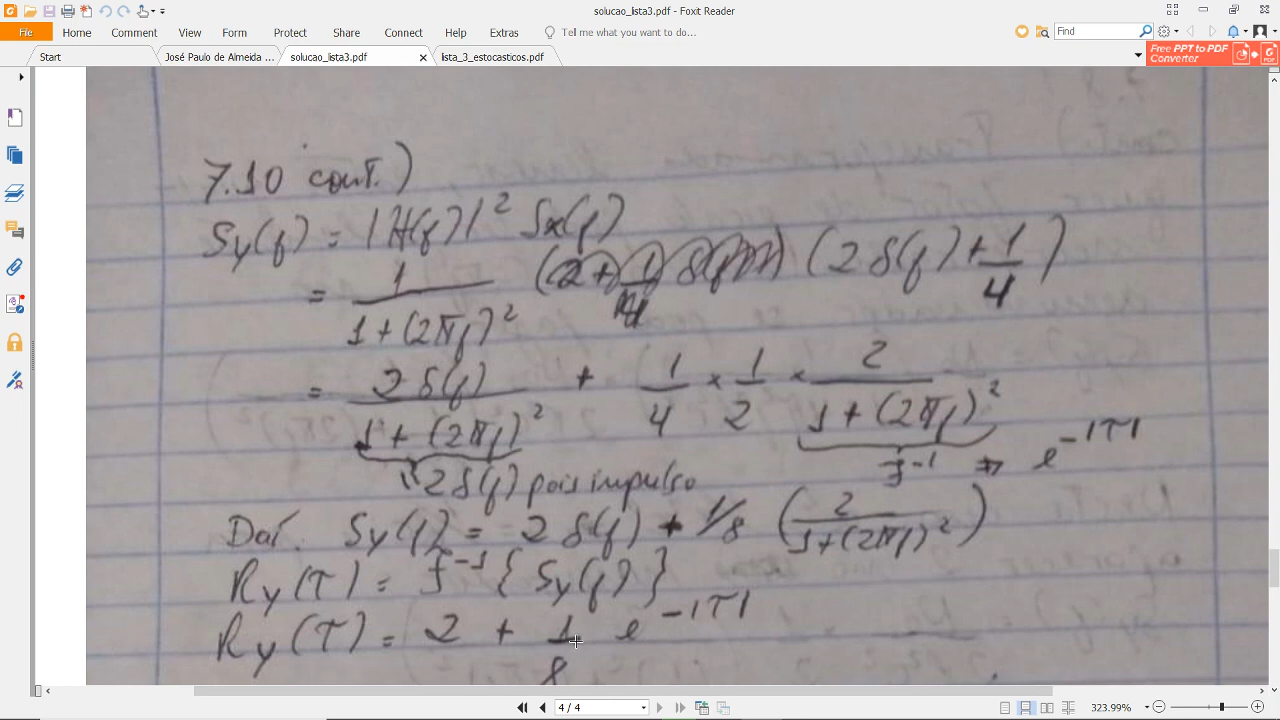 solucao_lista3.pdf - Foxit Reader
File Home Comment View Form Protect Share Connect Help Extras Tell me what you want to do... Find
Start José Paulo de Almeida ... solucao_lista3.pdf lista3_estocasticos.pdf
Free PPT to PDF
Converter
7.10 cont.)
Sy(f) = |H(f)|² Sx(f)
= 1/(1+(2πf)²) (2δ(f)+1/4)
= 2δ(f)/(1+(2πf)²) + 1/4 × 1/2 × 2/(1+(2πf)²)
2δ(f) pois impulso
F⁻¹ ⇒ e^-|τ|
Daí. Sy(f) = 2δ(f) + 1/8 (2/(1+(2πf)²))
Ry(τ) = F⁻¹{Sy(f)}
Ry(τ) = 2 + 1/8 e^-|τ|
4 / 4
323.99%